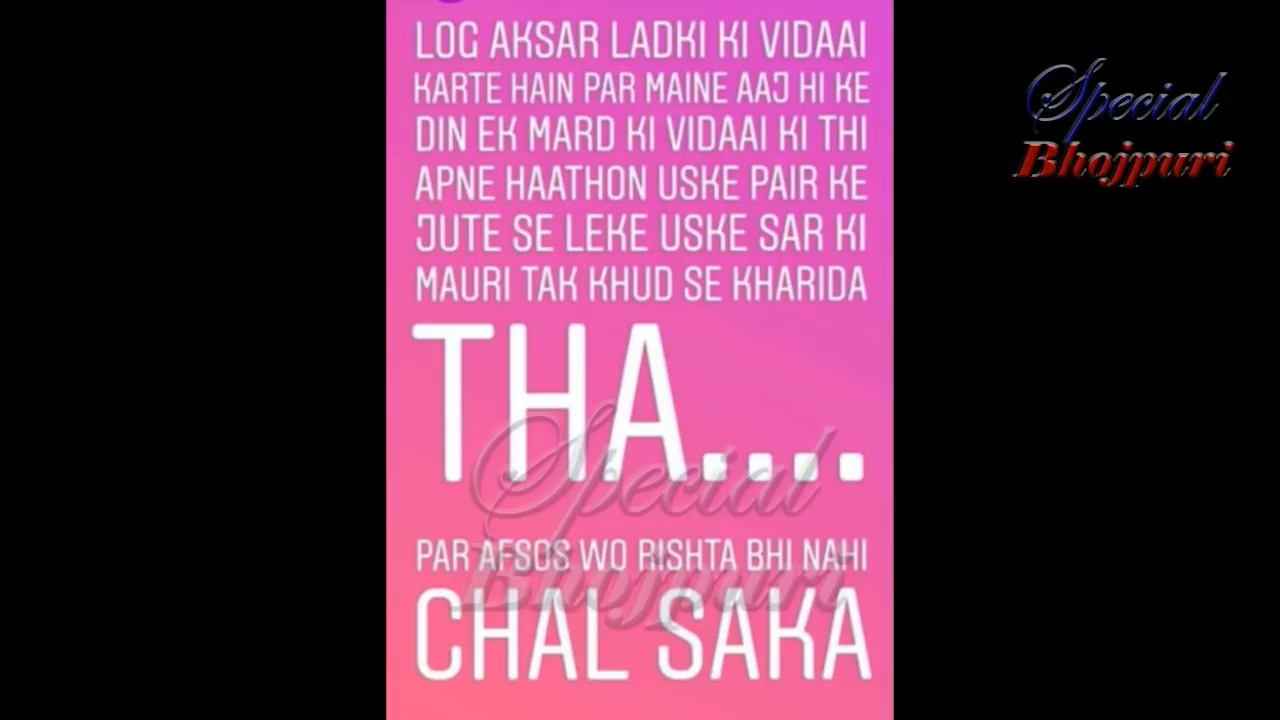 LOG AKSAR LADKI KI VIDAAI
KARTE HAIN PAR MAINE AAJ HI KE
DIN EK MARD KI VIDAAI KI THI
APNE HAATHON USKE PAIR KE
JUTE SE LEKE USKE SAR KI
MAURI TAK KHUD SE KHARIDA
THA....
PAR AFSOS WO RISHTA BHI NAHI
CHAL SAKA
Special
Bhojpuri
Special
Bhojpuri